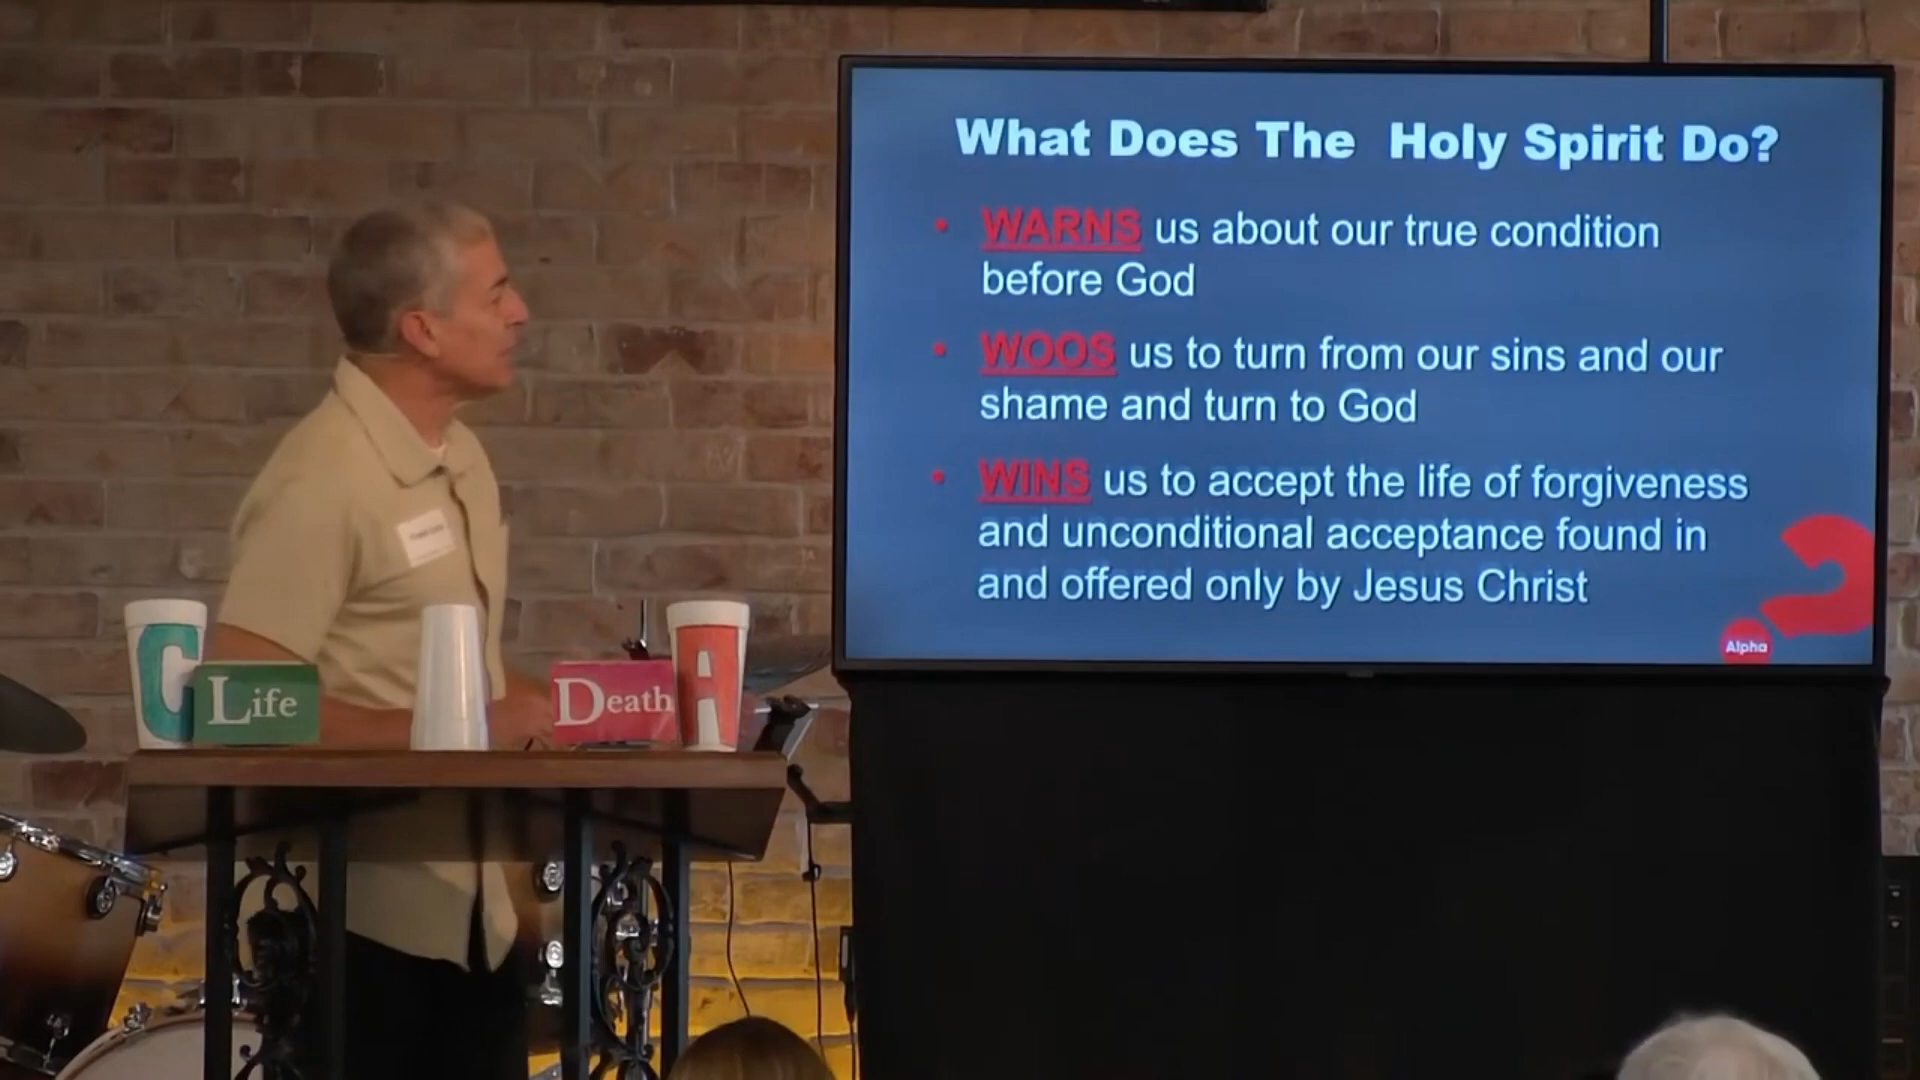 What Does The Holy Spirit Do?
• WARNS us about our true condition
before God
• WOOS us to turn from our sins and our
shame and turn to God
• WINS us to accept the life of forgiveness
and unconditional acceptance found in
and offered only by Jesus Christ
Alpha
C
Life
Death
A